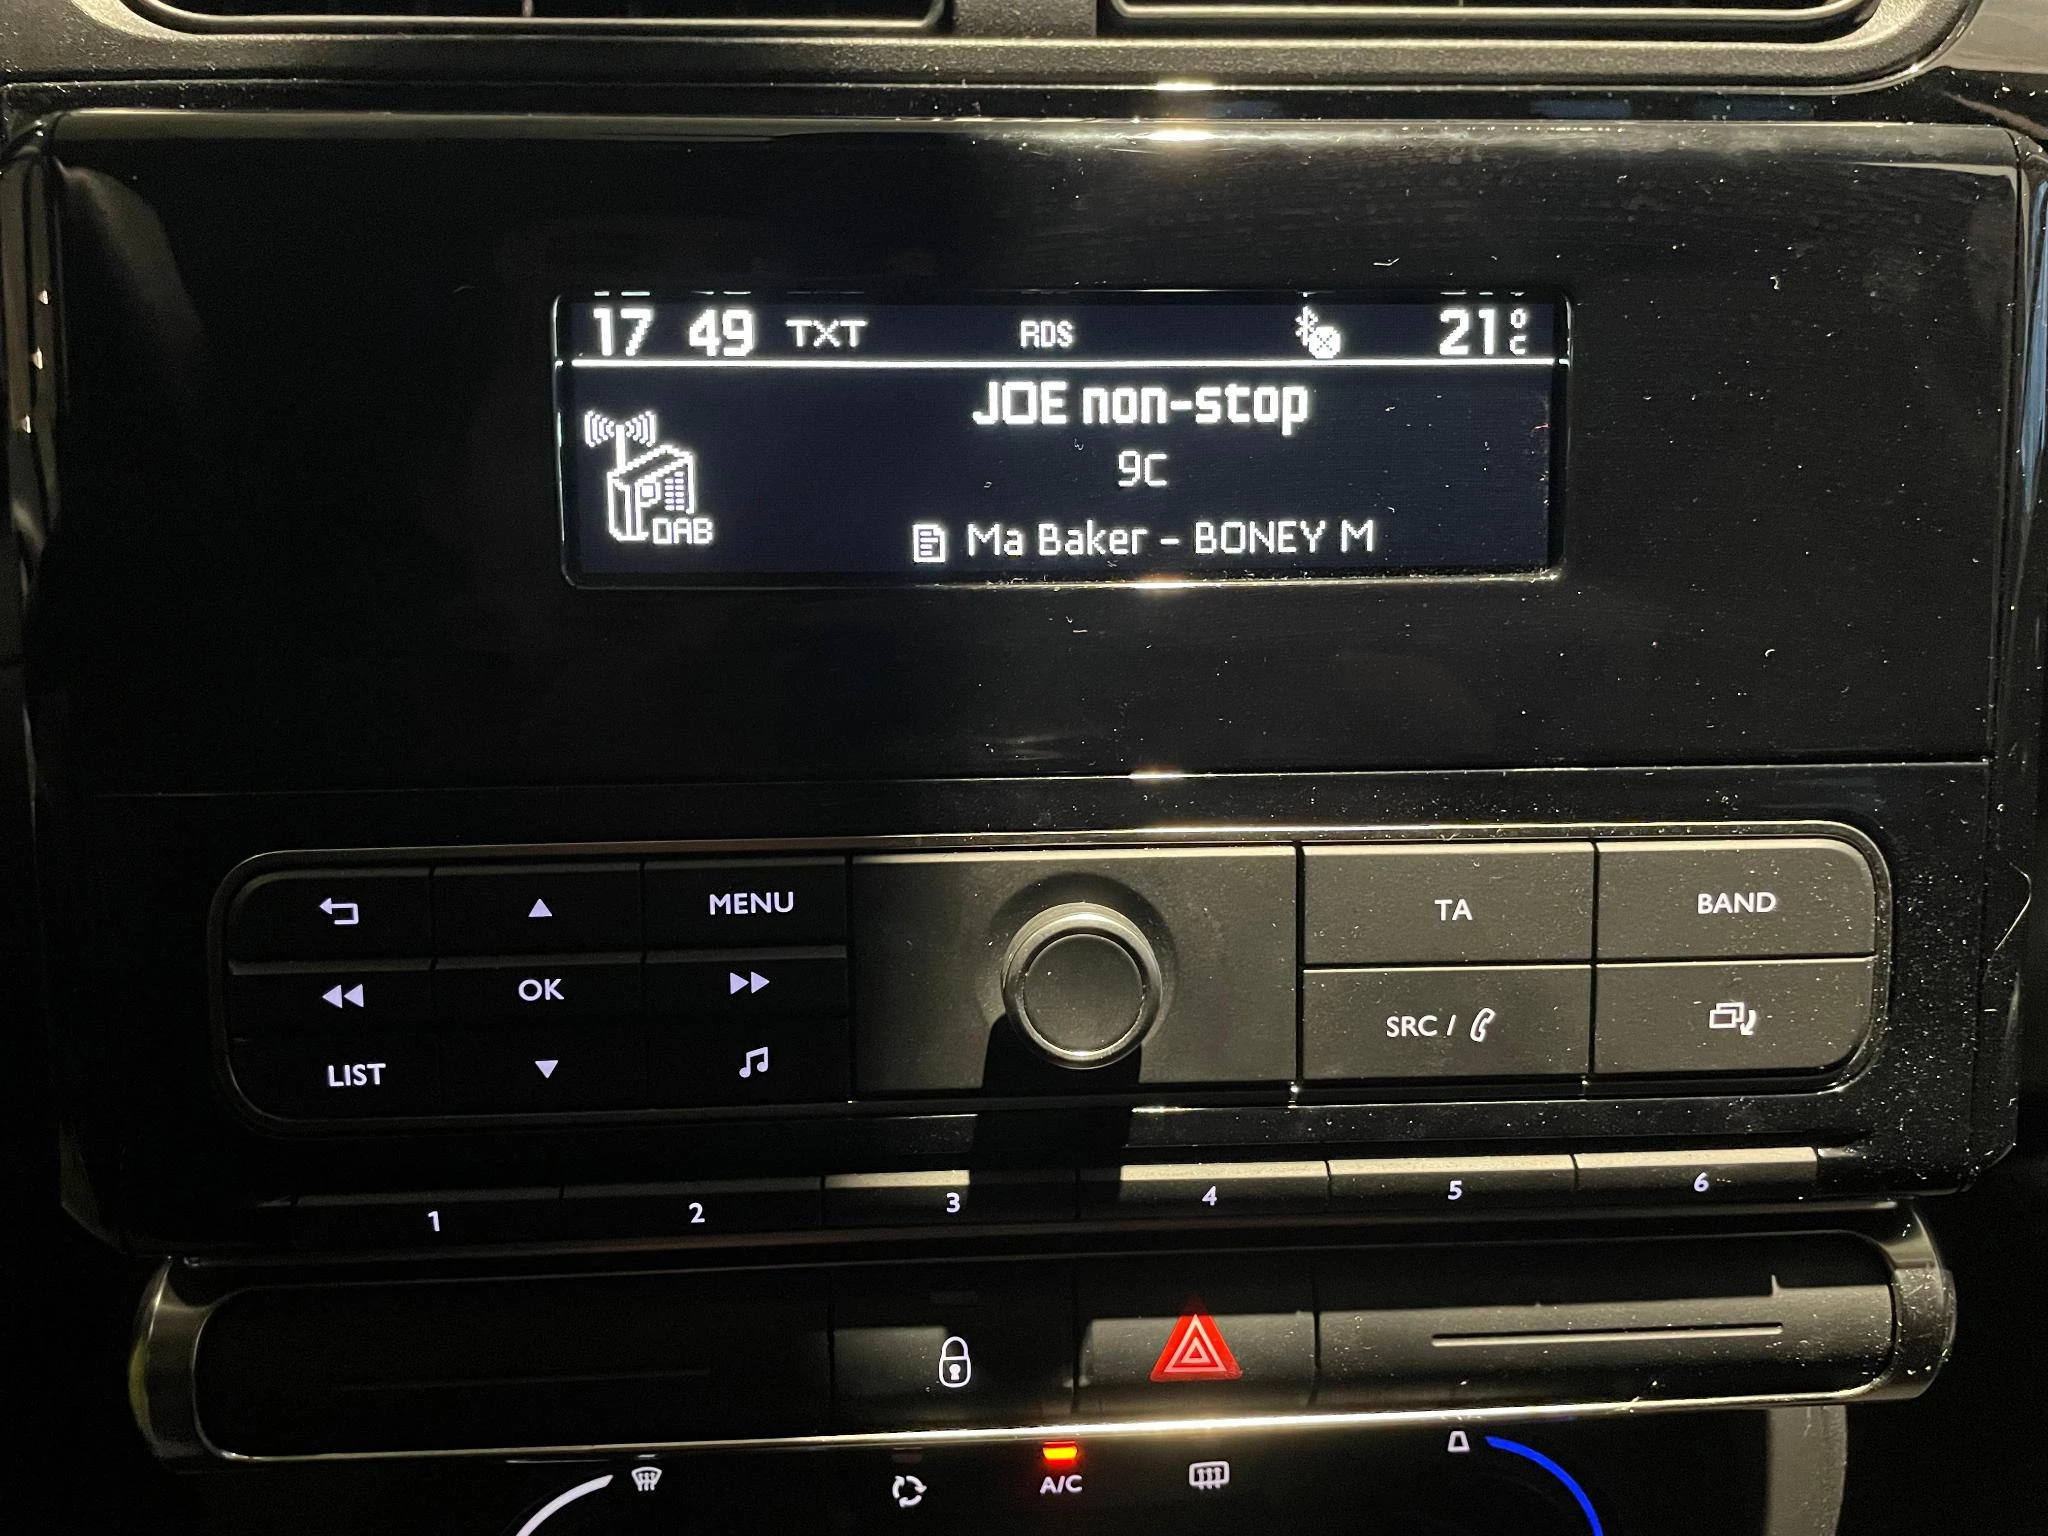 17 49 TXT RDS 21°C
JOE non-stop
9C
DAB
Ma Baker - BONEY M
MENU
TA
BAND
OK
SRC /
LIST
1 2 3 4 5 6
A/C